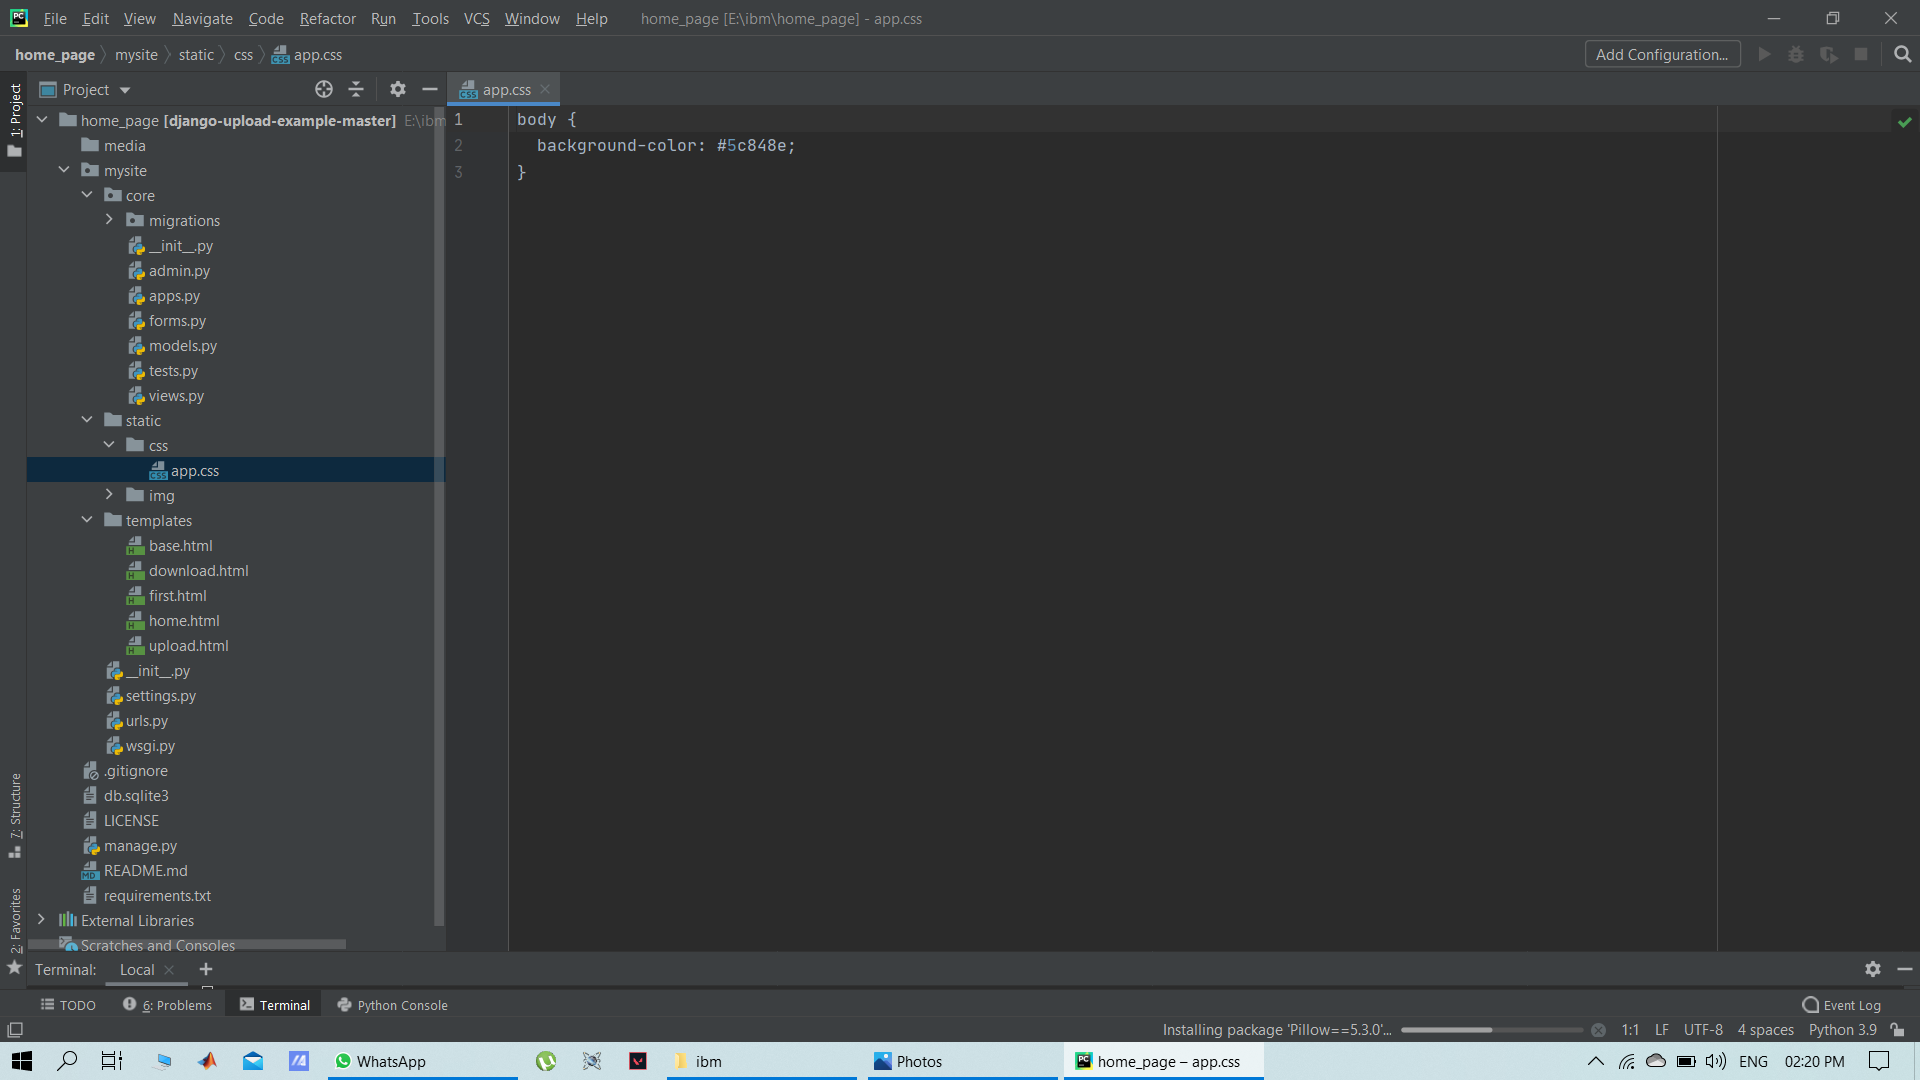 File Edit View Navigate Code Refactor Run Tools VCS Window Help home_page [E:\ibm\home_page] - app.css
home_page mysite static css app.css Add Configuration...
1: Project
Project
app.css
home_page [django-upload-example-master] E:\ibm
media
mysite
core
migrations
__init__.py
admin.py
apps.py
forms.py
models.py
tests.py
views.py
static
css
app.css
img
templates
base.html
download.html
first.html
home.html
upload.html
__init__.py
settings.py
urls.py
wsgi.py
.gitignore
db.sqlite3
LICENSE
manage.py
README.md
requirements.txt
External Libraries
Scratches and Consoles
1 body {
2 background-color: #5c848e;
3 }
7: Structure
2: Favorites
Terminal: Local
TODO 6: Problems Terminal Python Console Event Log
Installing package 'Pillow==5.3.0'... 1:1 LF UTF-8 4 spaces Python 3.9
WhatsApp ibm Photos home_page – app.css ENG 02:20 PM